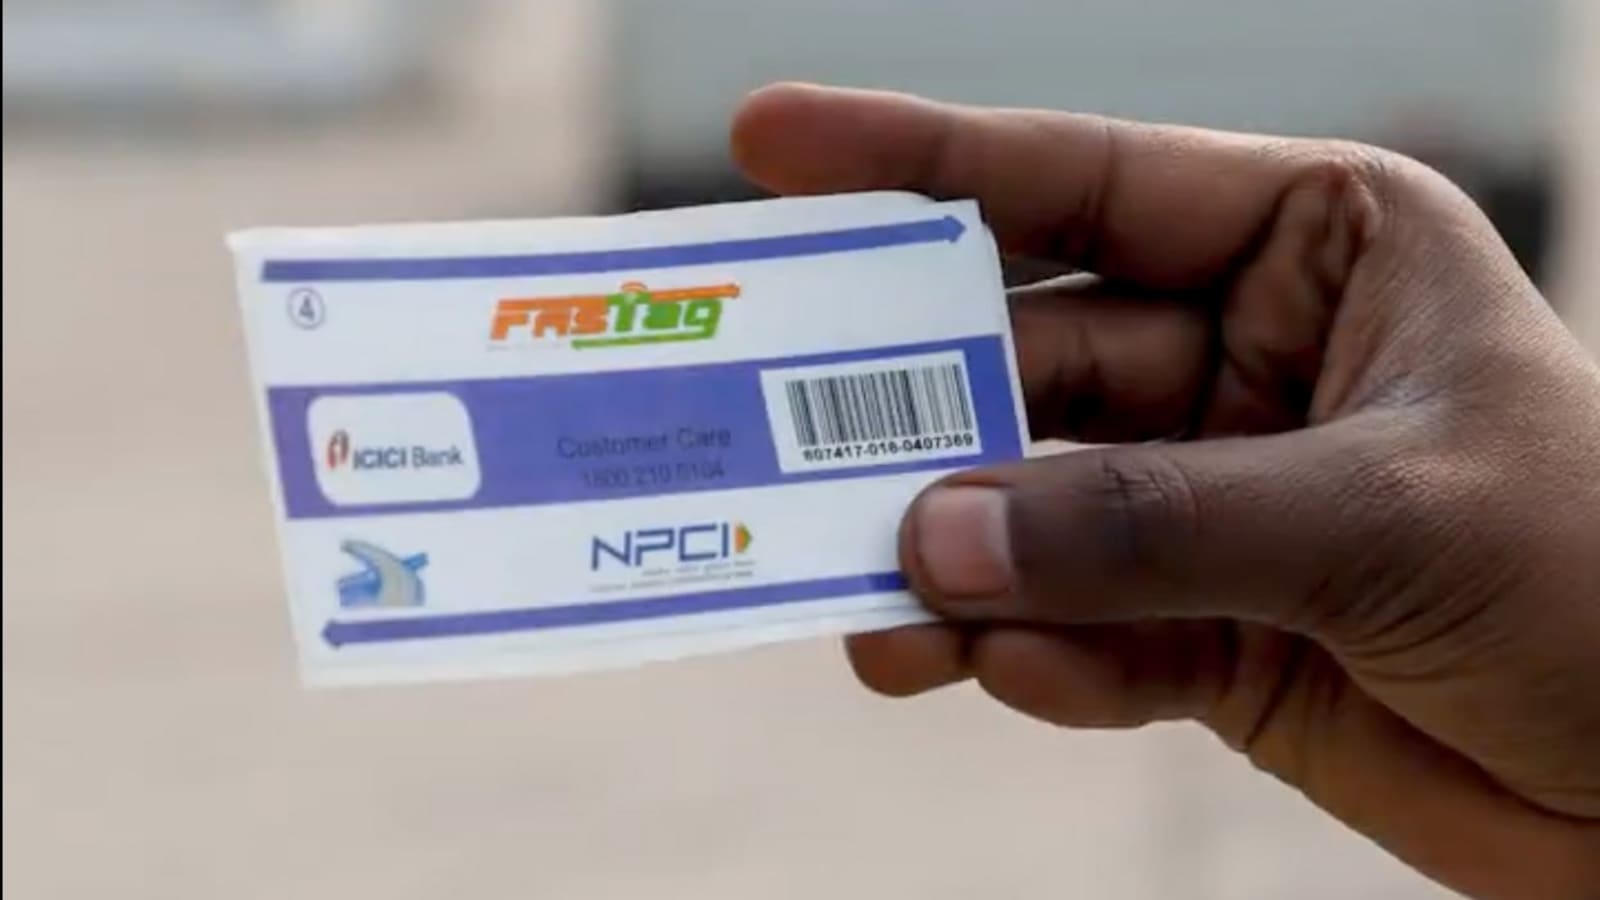 4
FASTag
ICICI Bank
Customer Care
1800 210 0104
607417-016-0407369
NPCI